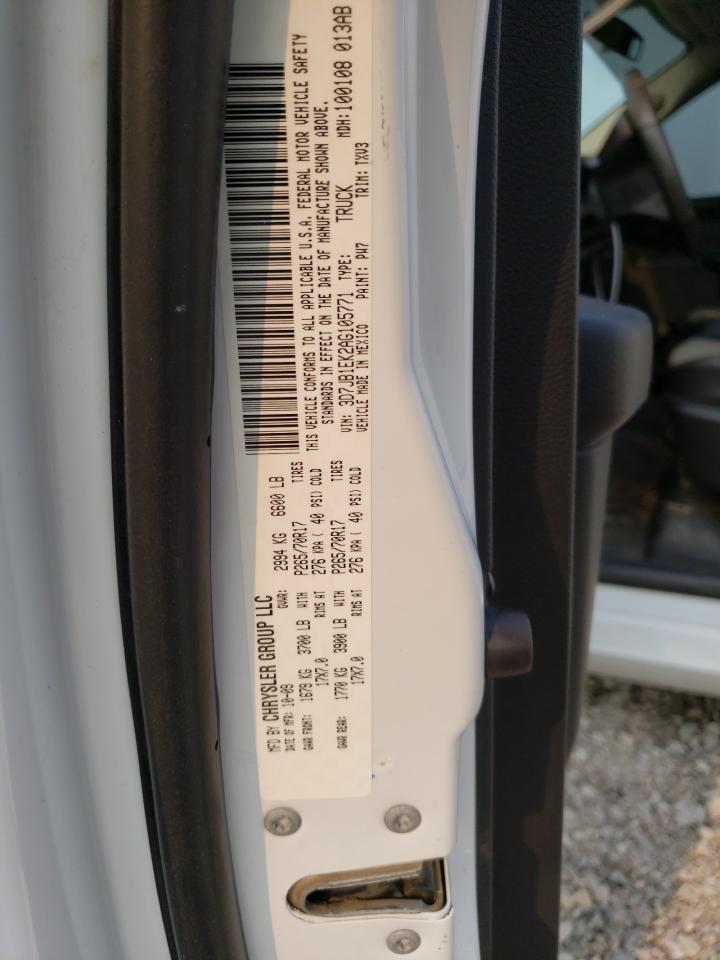 MFD BY CHRYSLER GROUP LLC
DATE OF MFR: 10-09 GVWR: 2994 KG 6600 LB
GAWR FRONT: 1679 KG 3700 LB WITH P265/70R17 TIRES
17X7.0 RIMS AT 276 KPA ( 40 PSI) COLD
GAWR REAR: 1770 KG 3900 LB WITH P265/70R17 TIRES
17X7.0 RIMS AT 276 KPA ( 40 PSI) COLD
THIS VEHICLE CONFORMS TO ALL APPLICABLE U.S.A. FEDERAL MOTOR VEHICLE SAFETY
STANDARDS IN EFFECT ON THE DATE OF MANUFACTURE SHOWN ABOVE.
VIN: 3D7JB1EK2AG105771 TYPE: TRUCK MDH: 100108 013AB
VEHICLE MADE IN MEXICO PAINT: PW7 TRIM: TXV3